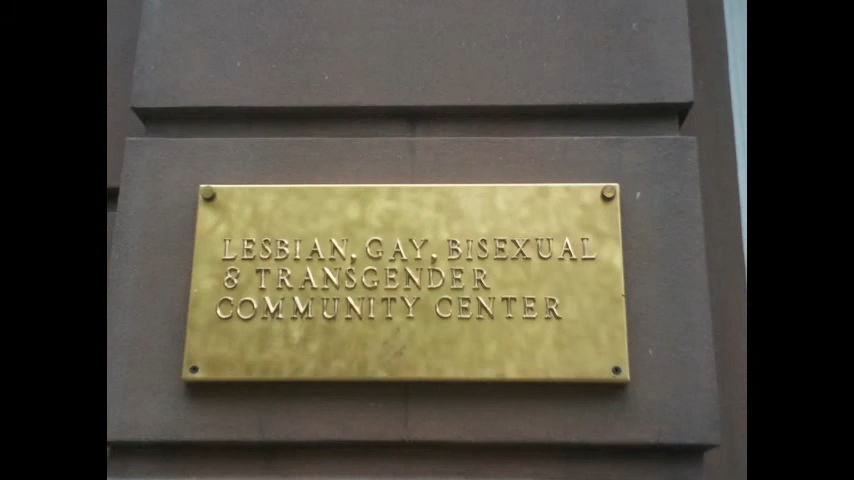 LESBIAN, GAY, BISEXUAL
& TRANSGENDER
COMMUNITY CENTER